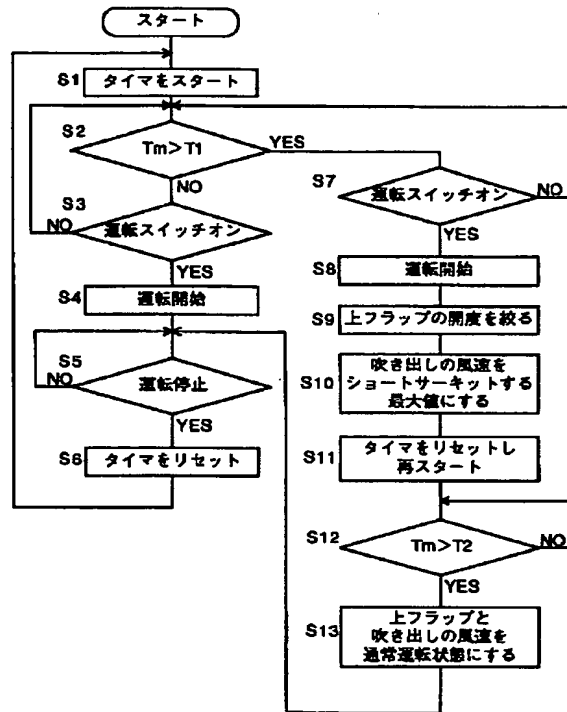 スタート
S1
タイマをスタート
S2
Tm>T1
YES
NO
S3
運転スイッチオン
NO
YES
S4
運転開始
S5
運転停止
NO
YES
S6
タイマをリセット
S7
運転スイッチオン
NO
YES
S8
運転開始
S9
上フラップの開度を絞る
S10
吹き出しの風速を
ショートサーキットする
最大値にする
S11
タイマをリセットし
再スタート
S12
Tm>T2
NO
YES
S13
上フラップと
吹き出しの風速を
通常運転状態にする